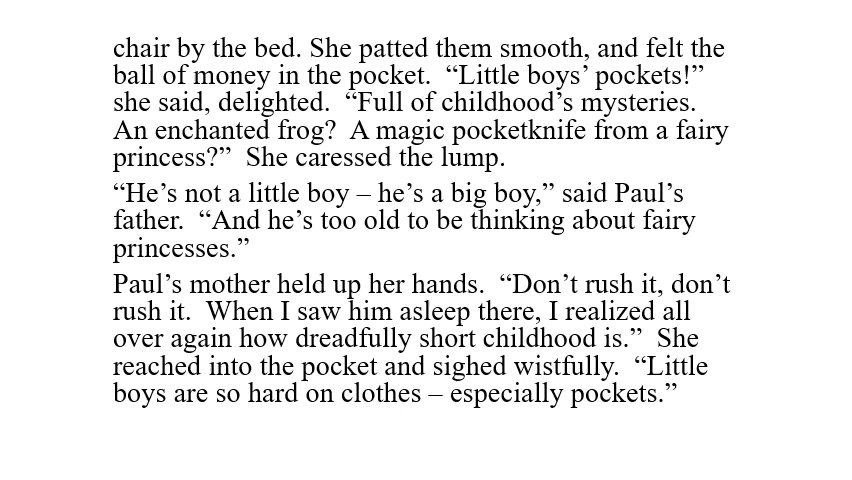 chair by the bed. She patted them smooth, and felt the
ball of money in the pocket.  “Little boys’ pockets!”
she said, delighted.  “Full of childhood’s mysteries.
An enchanted frog?  A magic pocketknife from a fairy
princess?”  She caressed the lump.
“He’s not a little boy – he’s a big boy,” said Paul’s
father.  “And he’s too old to be thinking about fairy
princesses.”
Paul’s mother held up her hands.  “Don’t rush it, don’t
rush it.  When I saw him asleep there, I realized all
over again how dreadfully short childhood is.”  She
reached into the pocket and sighed wistfully.  “Little
boys are so hard on clothes – especially pockets.”